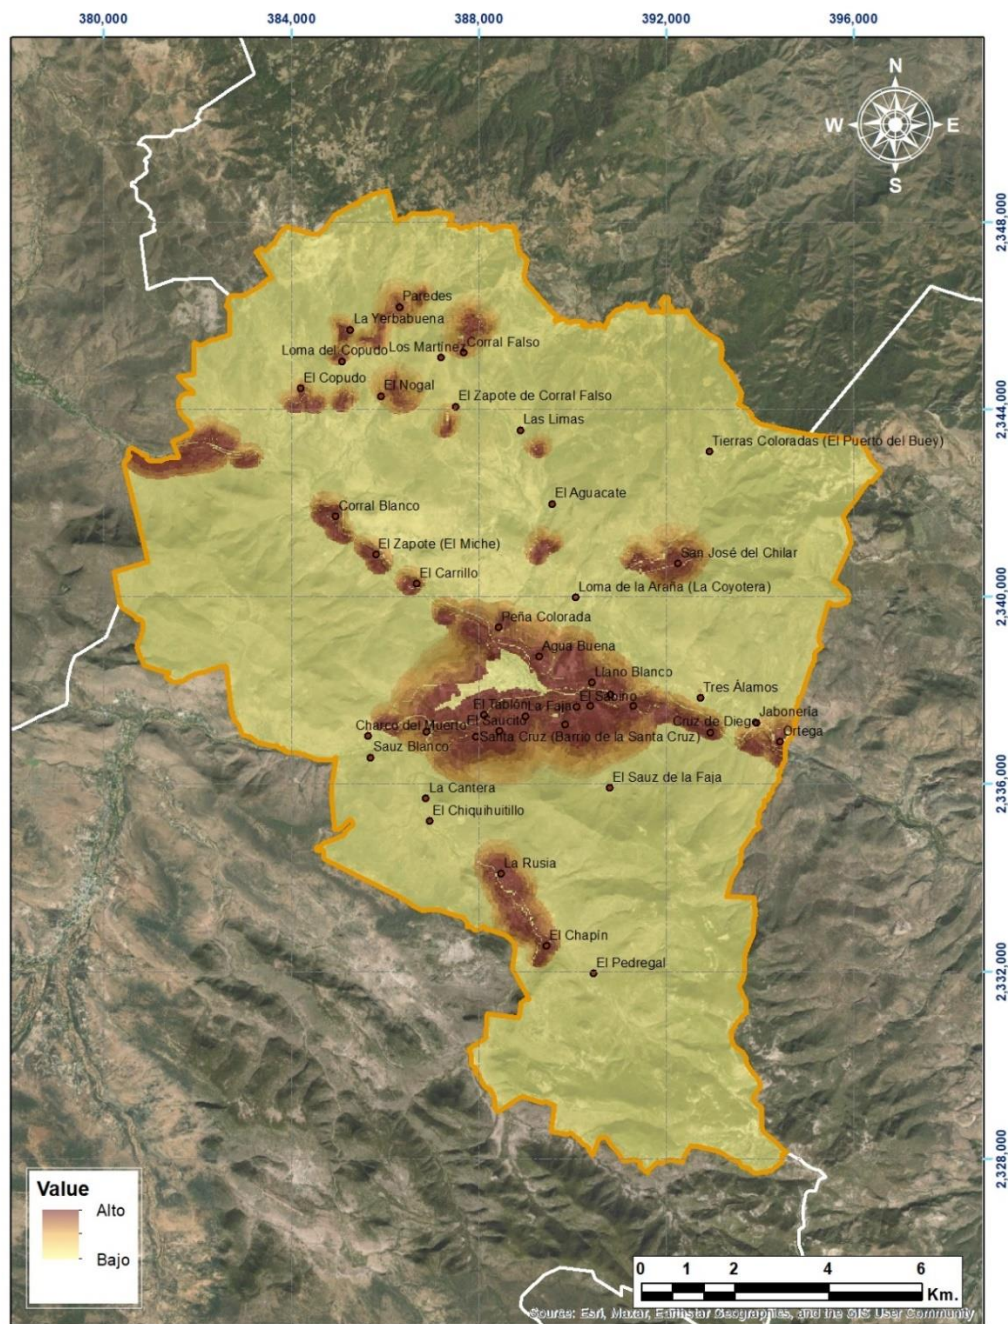 380,000 384,000 388,000 392,000 396,000
N
W E
S
2,348,000
Paredes
La Yerbabuena
Los Martínez Corral Falso
Loma del Copudo
El Copudo
El Nogal
El Zapote de Corral Falso
2,344,000
Las Limas
Tierras Coloradas (El Puerto del Buey)
El Aguacate
Corral Blanco
El Zapote (El Miche)
San José del Chilar
El Carrillo
Loma de la Araña (La Coyotera)
2,340,000
Peña Colorada
Agua Buena
Llano Blanco
El Sabino
Tres Álamos
El Tablón La Faja
Jabonería
Charco del Muerto El Saucito
Cruz de Diego
Santa Cruz (Barrio de la Santa Cruz)
Ortega
Sauz Blanco
El Sauz de la Faja
2,336,000
La Cantera
El Chiquihuitillo
La Rusia
El Chapín
El Pedregal
2,332,000
2,328,000
Value
Alto
Bajo
0 1 2 4 6
Km.
Source: Esri, Maxar, Earthstar Geographics, and the GIS User Community